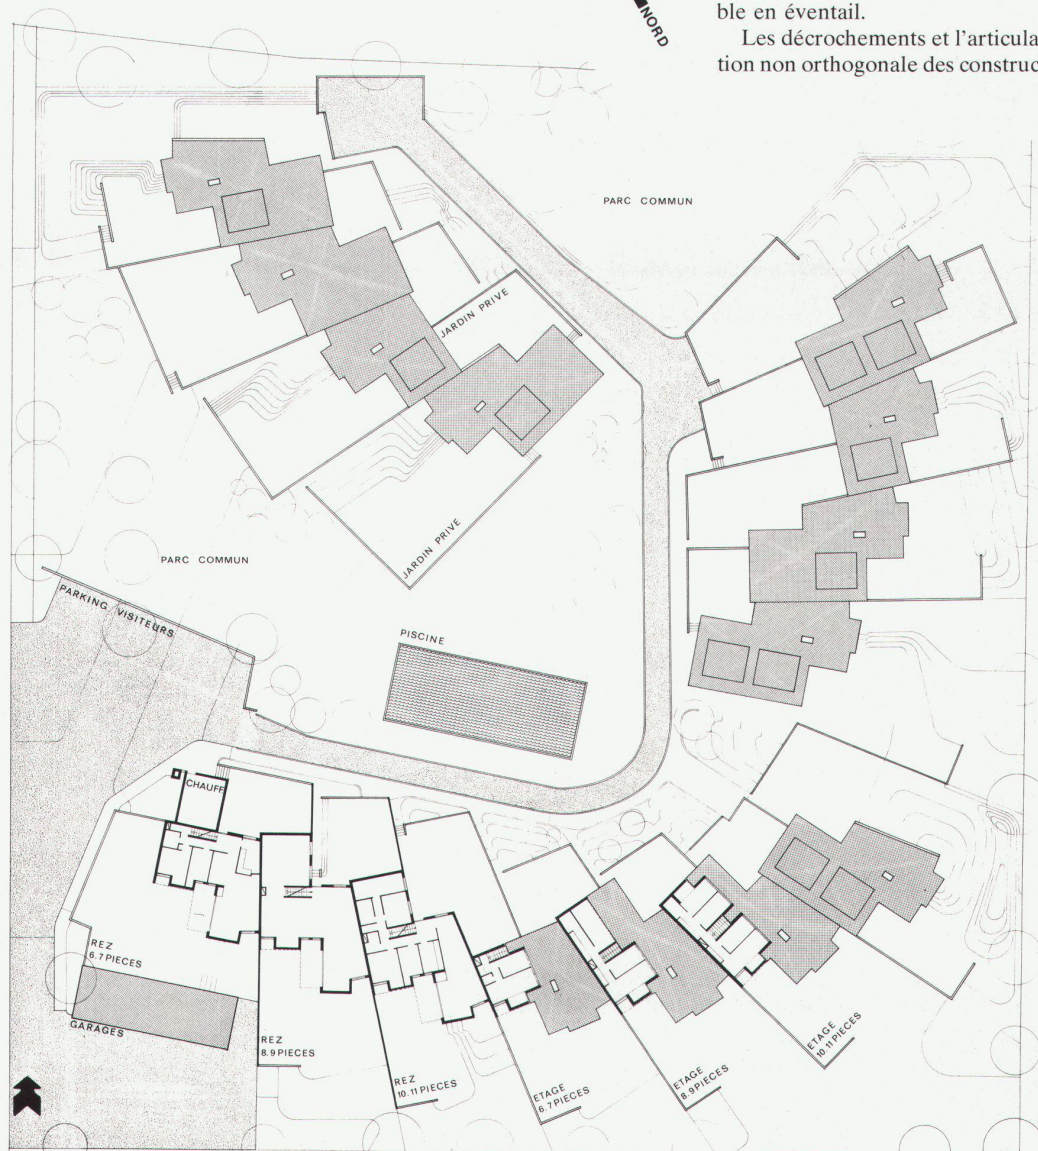 NORD
ble en éventail.
Les décrochements et l'articula
tion non orthogonale des construc
PARC COMMUN
JARDIN PRIVE
JARDIN PRIVE
PARC COMMUN
PARKING VISITEURS
PISCINE
CHAUFF
REZ
6.7 PIECES
GARAGES
REZ
8.9 PIECES
REZ
10.11 PIECES
ETAGE
6.7 PIECES
ETAGE
8.9 PIECES
ETAGE
10.11 PIECES